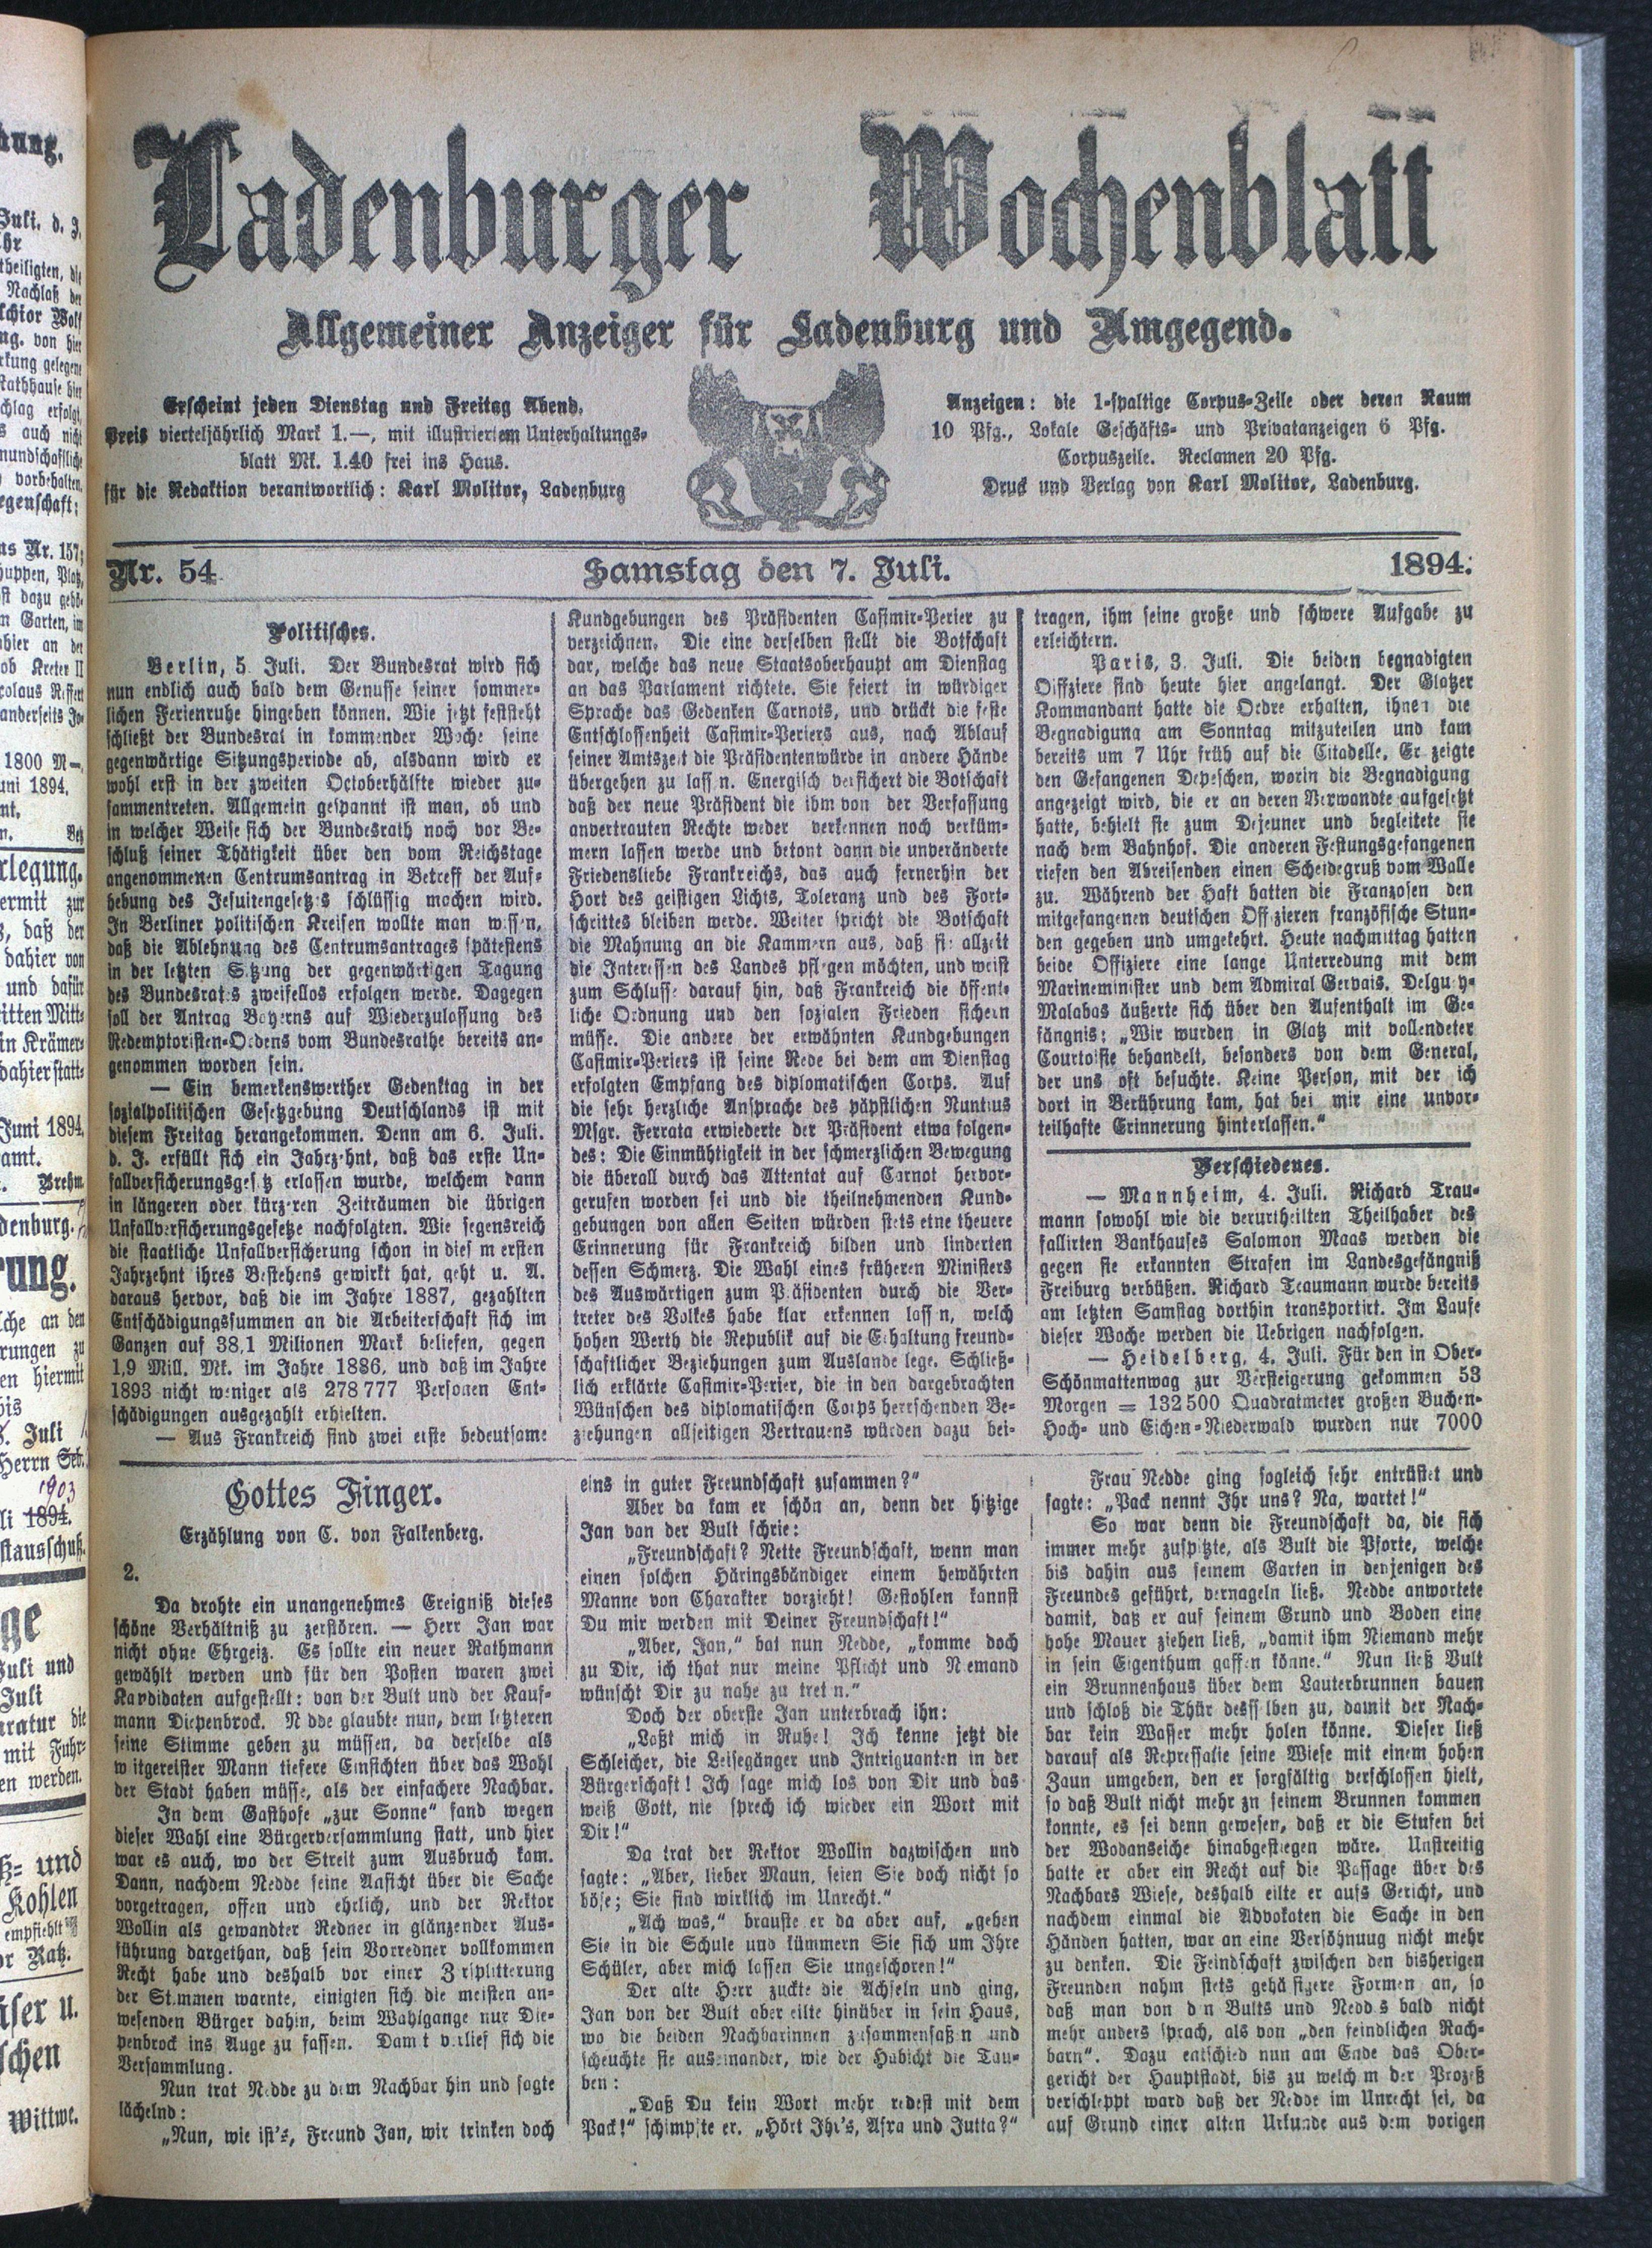 Ladenburger Wochenblatt
Allgemeiner Anzeiger für Ladenburg und Umgegend.
Erscheint jeden Dienstag und Freitag Abend.
Preis vierteljährlich Mark 1.—, mit illustriertem Unterhaltungs-
blatt Mk. 1.40 frei ins Haus.
für die Redaktion verantwortlich: Karl Molitor, Ladenburg
Anzeigen: die 1-spaltige Corpus-Zeile oder deren Raum
10 Pfg., Lokale Geschäfts- und Privatanzeigen 6 Pfg.
Corpuszeile. Reclamen 20 Pfg.
Druck und Verlag von Karl Molitor, Ladenburg.
Nr. 54 Samstag den 7. Juli. 1894.
Politisches.
Berlin, 5. Juli. Der Bundesrat wird sich
nun endlich auch bald dem Genusse seiner sommer-
lichen Ferienruhe hingeben können. Wie jetzt feststeht
schließt der Bundesrat in kommender Woche seine
gegenwärtige Sitzungsperiode ab, alsdann wird er
wohl erst in der zweiten Octoberhälfte wieder zu-
sammentreten. Allgemein gespannt ist man, ob und
in welcher Weise sich der Bundesrath noch vor Be-
schluß seiner Thätigkeit über den vom Reichstage
angenommenen Centrumsantrag in Betreff der Auf-
hebung des Jesuitengesetzes schlüssig machen wird.
In Berliner politischen Kreisen wollte man wissen,
daß die Ablehnung des Centrumsantrages spätestens
in der letzten Sitzung der gegenwärtigen Tagung
des Bundesrates zweifellos erfolgen werde. Dagegen
soll der Antrag Bayerns auf Wiederzulassung des
Redemptoristen-Ordens vom Bundesrathe bereits an-
genommen worden sein.
— Ein bemerkenswerther Gedenktag in der
sozialpolitischen Gesetzgebung Deutschlands ist mit
diesem Freitag herangekommen. Denn am 6. Juli.
d. J. erfüllt sich ein Jahrzehnt, daß das erste Un-
fallversicherungsgesetz erlassen wurde, welchem dann
in längeren oder kürzeren Zeiträumen die übrigen
Unfallversicherungsgesetze nachfolgten. Wie segensreich
die staatliche Unfallversicherung schon in dies m ersten
Jahrzehnt ihres Bestehens gewirkt hat, geht u. A.
daraus hervor, daß die im Jahre 1887, gezahlten
Entschädigungssummen an die Arbeiterschaft sich im
Ganzen auf 38,1 Milionen Mark beliefen, gegen
1,9 Mill. Mk. im Jahre 1886, und daß im Jahre
1893 nicht weniger als 278777 Personen Ent-
schädigungen ausgezahlt erhielten.
— Aus Frankreich sind zwei erste bedeutsame
Kundgebungen des Präsidenten Casimir-Perier zu
verzeichnen. Die eine derselben stellt die Botschaft
dar, welche das neue Staatsoberhaupt am Dienstag
an das Parlament richtete. Sie feiert in würdiger
Sprache das Gedenken Carnots, und drückt die feste
Entschlossenheit Casimir-Periers aus, nach Ablauf
seiner Amtszeit die Präsidentenwürde in andere Hände
übergehen zu lass n. Energisch versichert die Botschaft
daß der neue Präsident die ihm von der Verfassung
anvertrauten Rechte weder verkennen noch verküm-
mern lassen werde und betont dann die unveränderte
Friedensliebe Frankreichs, das auch fernerhin der
Hort des geistigen Lichts, Toleranz und des Fort-
schrittes bleiben werde. Weiter spricht die Botschaft
die Mahnung an die Kammern aus, daß sie allzeit
die Interessen des Landes pflegen möchten, und weist
zum Schlusse darauf hin, daß Frankreich die öffent-
liche Ordnung und den sozialen Frieden sichern
müsse. Die andere der erwähnten Kundgebungen
Casimir-Periers ist seine Rede bei dem am Dienstag
erfolgten Empfang des diplomatischen Corps. Auf
die sehr herzliche Ansprache des päpstlichen Nuntius
Msgr. Ferrata erwiederte der Präsident etwa folgen-
des: Die Einmühtigkeit in der schmerzlichen Bewegung
die überall durch das Attentat auf Carnot hervor-
gerufen worden sei und die theilnehmenden Kund-
gebungen von allen Seiten würden stets eine theuere
Erinnerung für Frankreich bilden und linderten
dessen Schmerz. Die Wahl eines früheren Ministers
des Auswärtigen zum Präsidenten durch die Ver-
treter des Volkes habe klar erkennen lass n, welch
hohen Werth die Republik auf die Erhaltung freund-
schaftlicher Beziehungen zum Auslande lege. Schließ-
lich erklärte Casimir-Perier, die in den dargebrachten
Wünschen des diplomatischen Corps herrschenden Be-
ziehungen allseitigen Vertrauens würden dazu bei-
tragen, ihm seine große und schwere Aufgabe zu
erleichtern.
Paris, 3. Juli. Die beiden begnadigten
Offiziere sind heute hier angelangt. Der Glatzer
Kommandant hatte die Ordre erhalten, ihnen die
Begnadigung am Sonntag mitzuteilen und kam
bereits um 7 Uhr früh auf die Citadelle. Er zeigte
den Gefangenen Depeschen, worin die Begnadigung
angezeigt wird, die er an deren Verwandte aufgesetzt
hatte, behielt sie zum Dejeuner und begleitete sie
nach dem Bahnhof. Die anderen Festungsgefangenen
riefen den Abreisenden einen Scheidegruß vom Walle
zu. Während der Haft hatten die Franzosen den
mitgefangenen deutschen Offizieren französische Stun-
den gegeben und umgekehrt. Heute nachmittag hatten
beide Offiziere eine lange Unterredung mit dem
Marineminister und dem Admiral Gervais. Delguey-
Malabas äußerte sich über den Aufenthalt im Ge-
fängnis: „Wir wurden in Glatz mit vollendeter
Courtoisie behandelt, besonders von dem General,
der uns oft besuchte. Keine Person, mit der ich
dort in Berührung kam, hat bei mir eine unvor-
teilhafte Erinnerung hinterlassen.“
Verschiedenes.
— Mannheim, 4. Juli. Richard Trau-
mann sowohl wie die verurtheilten Theilhaber des
fallirten Bankhauses Salomon Maas werden die
gegen sie erkannten Strafen im Landesgefängniß
Freiburg verbüßen. Richard Traumann wurde bereits
am letzten Samstag dorthin transportirt. Im Laufe
dieser Woche werden die Uebrigen nachfolgen.
— Heidelberg, 4. Juli. Für den in Ober-
Schönmattenwag zur Versteigerung gekommen 53
Morgen = 132500 Quadratmeter großen Buchen-
Hoch- und Eichen-Niederwald wurden nur 7000
Gottes Finger.
Erzählung von C. von Falkenberg.
2.
Da drohte ein unangenehmes Ereigniß dieses
schöne Verhältniß zu zerstören. — Herr Jan war
nicht ohne Ehrgeiz. Es sollte ein neuer Rathmann
gewählt werden und für den Posten waren zwei
Kandidaten aufgestellt: van der Bult und der Kauf-
mann Diepenbrock. N dde glaubte nun, dem letzteren
seine Stimme geben zu müssen, da derselbe als
w itgereister Mann tiefere Einsichten über das Wohl
der Stadt haben müsse, als der einfachere Nachbar.
In dem Gasthofe „zur Sonne“ fand wegen
dieser Wahl eine Bürgerversammlung statt, und hier
war es auch, wo der Streit zum Ausbruch kam.
Dann, nachdem Nedde seine Ansicht über die Sache
vorgetragen, offen und ehrlich, und der Rektor
Wollin als gewandter Redner in glänzender Aus-
führung dargethan, daß sein Vorredner vollkommen
Recht habe und deshalb vor einer Z rsplitterung
der Stimmen warnte, einigten sich die meisten an-
wesenden Bürger dahin, beim Wahlgange nur Die-
penbrock ins Auge zu fassen. Damit verlief sich die
Versammlung.
Nun trat Nedde zu dem Nachbar hin und sagte
lächelnd:
„Nun, wie ist's, Freund Jan, wir trinken doch
eins in guter Freundschaft zusammen?“
Aber da kam er schön an, denn der hitzige
Jan van der Bult schrie:
„Freundschaft? Nette Freundschaft, wenn man
einen solchen Häringsbändiger einem bewährten
Manne von Charakter vorzieht! Gestohlen kannst
Du mir werden mit Deiner Freundschaft!“
„Aber, Jan,“ bat nun Nedde, „komme doch
zu Dir, ich that nur meine Pflicht und Niemand
wünscht Dir zu nahe zu tret n.“
Doch der oberste Jan unterbrach ihn:
„Laßt mich in Ruhe! Ich kenne jetzt die
Schleicher, die Leisegänger und Intriguanten in der
Bürgerschaft! Ich sage mich los von Dir und das
weiß Gott, nie sprech ich wieder ein Wort mit
Dir!“
Da trat der Rektor Wollin dazwischen und
sagte: „Aber, lieber Mann, seien Sie doch nicht so
böse; Sie sind wirklich im Unrecht.“
„Ach was,“ brauste er da aber auf, „gehen
Sie in die Schule und kümmern Sie sich um Ihre
Schüler, aber mich lassen Sie ungeschoren!“
Der alte Herr zuckte die Achseln und ging,
Jan von der Bult aber eilte hinüber in sein Haus,
wo die beiden Nachbarinnen zusammensaß n und
scheuchte sie auseinander, wie der Habicht die Tau-
ben:
„Daß Du kein Wort mehr redest mit dem
Pack!“ schimpfte er. „Hört Ihr's, Afra und Jutta?“
Frau Nedde ging sogleich sehr entrüstet und
sagte: „Pack nennt Ihr uns? Na, wartet!“
So war denn die Freundschaft da, die sich
immer mehr zuspitzte, als Bult die Pforte, welche
bis dahin aus seinem Garten in denjenigen des
Freundes geführt, vernageln ließ. Nedde anwortete
damit, daß er auf seinem Grund und Boden eine
hohe Mauer ziehen ließ, „damit ihm Niemand mehr
in sein Eigenthum gaffen könne.“ Nun ließ Bult
ein Brunnenhaus über dem Lauterbrunnen bauen
und schloß die Thür dess lben zu, damit der Nach-
bar kein Wasser mehr holen könne. Dieser ließ
darauf als Repressalie seine Wiese mit einem hohen
Zaun umgeben, den er sorgfältig verschlossen hielt,
so daß Bult nicht mehr zu seinem Brunnen kommen
konnte, es sei denn gewesen, daß er die Stufen bei
der Wodanseiche hinabgestiegen wäre. Unstreitig
hatte er aber ein Recht auf die Passage über des
Nachbars Wiese, deshalb eilte er aufs Gericht, und
nachdem einmal die Advokaten die Sache in den
Händen hatten, war an eine Versöhnuug nicht mehr
zu denken. Die Feindschaft zwischen den bisherigen
Freunden nahm stets gehässigere Formen an, so
daß man von d n Bults und Nedd s bald nicht
mehr anders sprach, als von „den feindlichen Nach-
barn“. Dazu entschied nun am Ende das Ober-
gericht der Hauptstadt, bis zu welch m der Prozeß
verschleppt ward daß der Nedde im Unrecht sei, da
auf Grund einer alten Urkunde aus dem vorigen